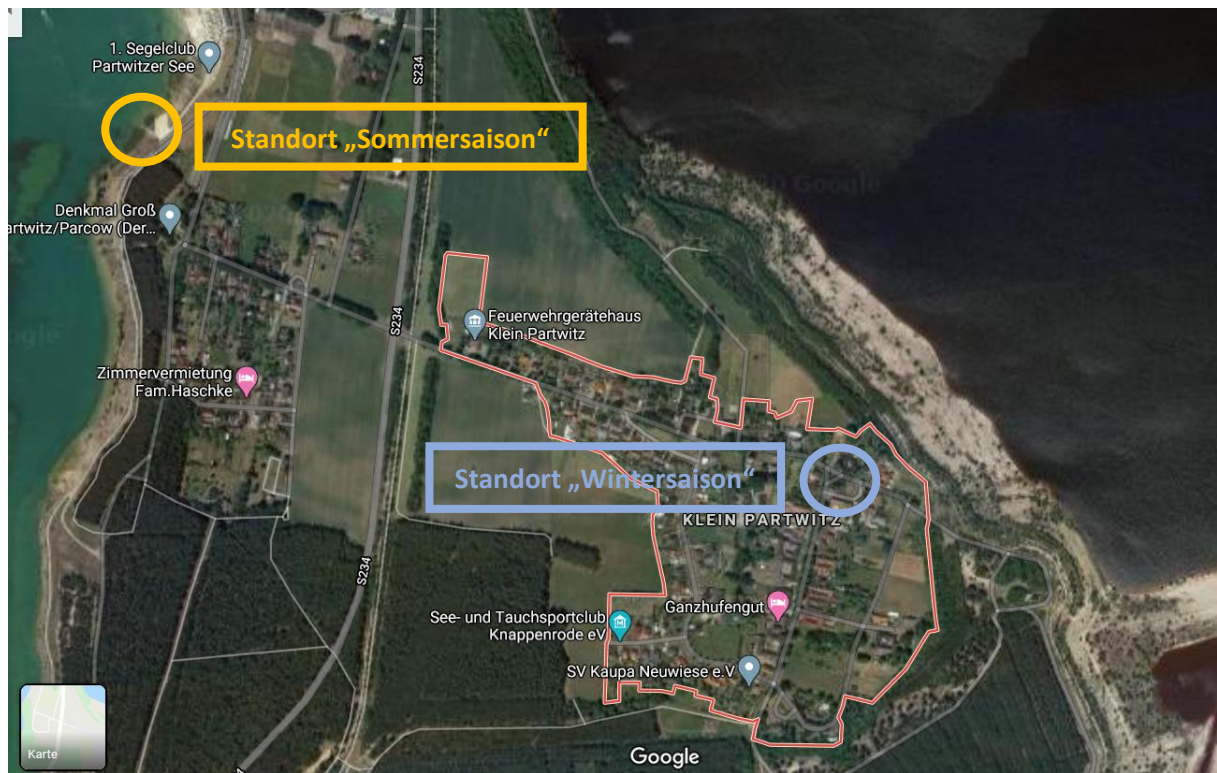 1. Segelclub
Partwitzer See
S234
Standort „Sommersaison“
Denkmal Groß
artwitz/Parcow (Der...
Google
S234
Feuerwehrgerätehaus
Klein Partwitz
Zimmervermietung
Fam.Haschke
Standort „Wintersaison“
KLEIN PARTWITZ
S234
See- und Tauchsportclub
Knappenrode eV
Ganzhufengut
SV Kaupa Neuwiese e.V
Karte
Google